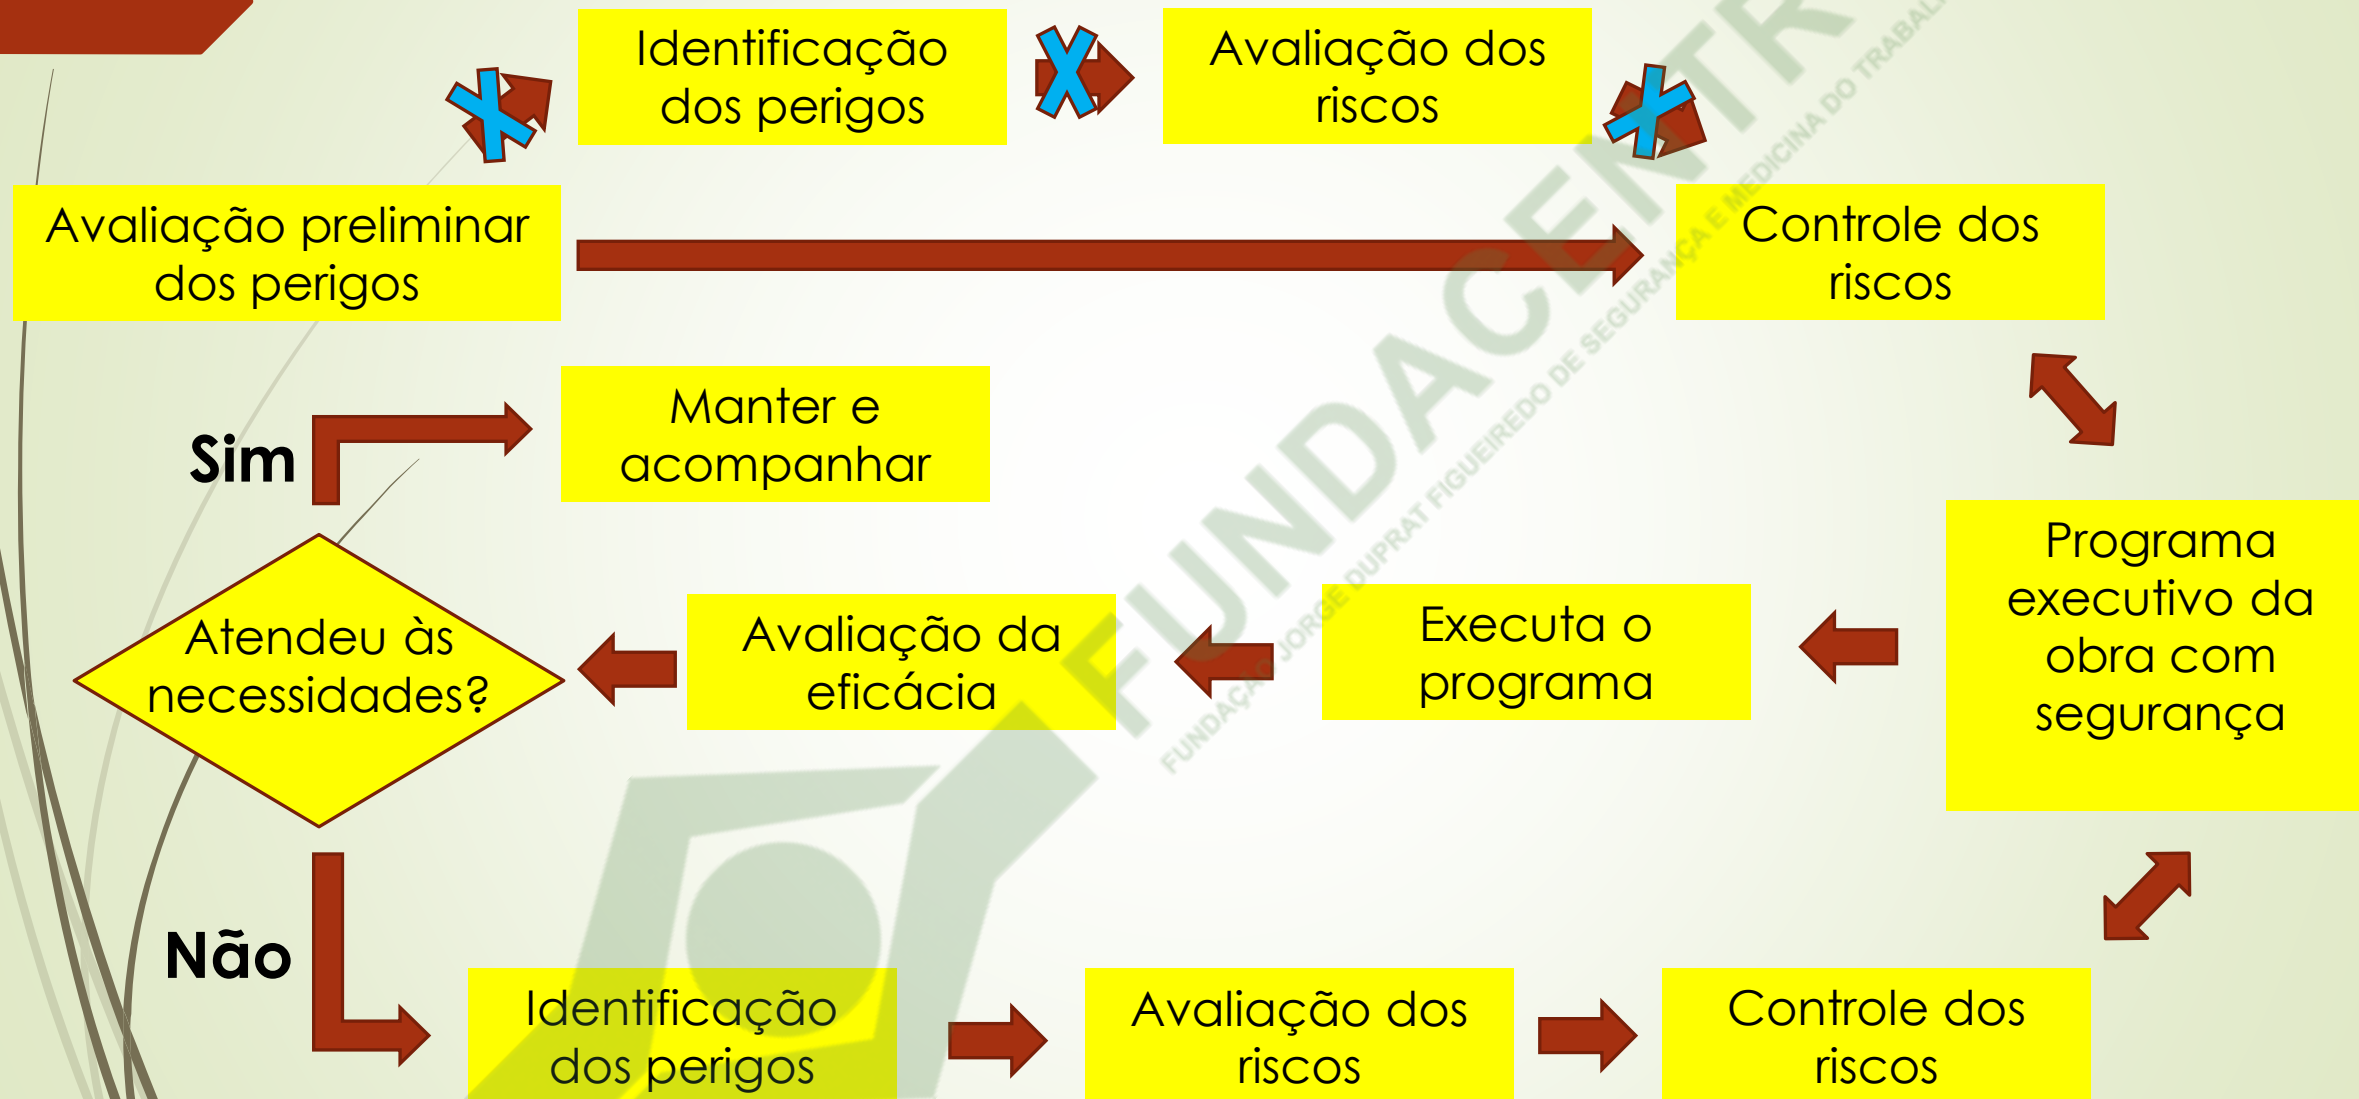 Identificação
dos perigos
Avaliação dos
riscos
Avaliação preliminar
dos perigos
Controle dos
riscos
Sim
Manter e
acompanhar
Programa
executivo da
obra com
segurança
Executa o
programa
Avaliação da
eficácia
Atendeu às
necessidades?
Não
Identificação
dos perigos
Avaliação dos
riscos
Controle dos
riscos
FUNDACENTR
FUNDAÇÃO JORGE DUPRAT FIGUEIREDO DE SEGURANÇA E MEDICINA DO TRABAL